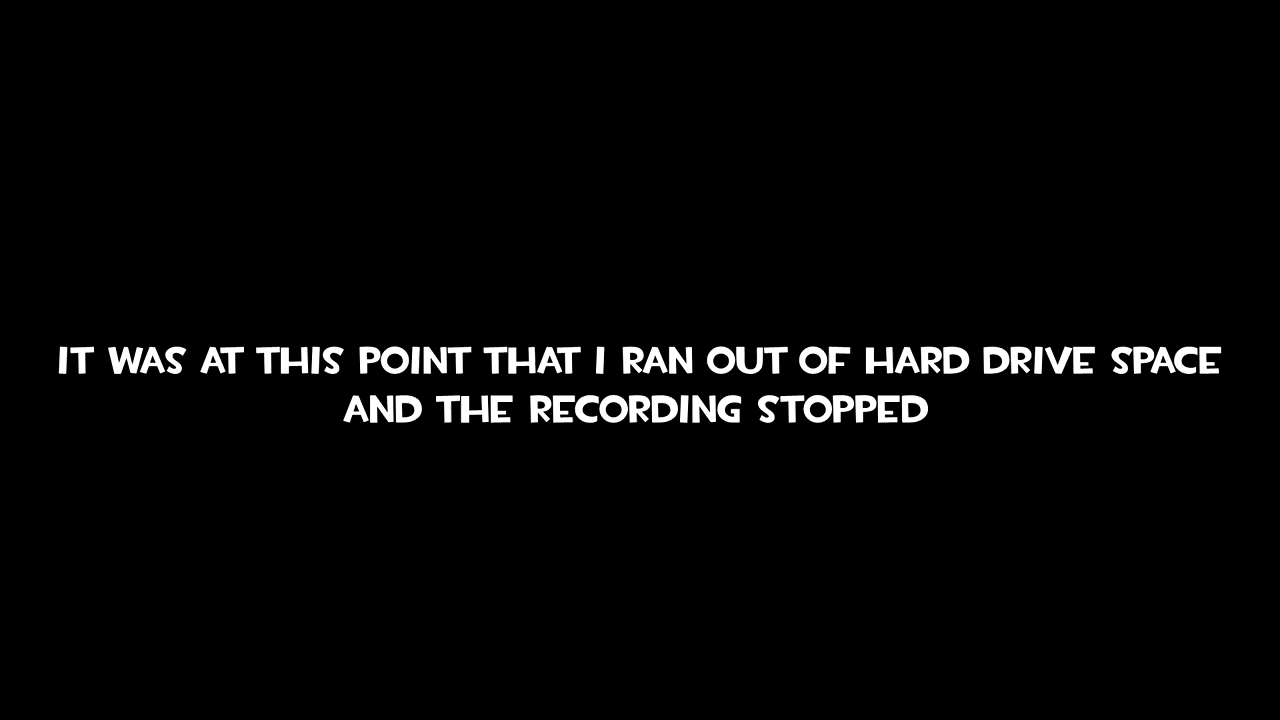 IT WAS AT THIS POINT THAT I RAN OUT OF HARD DRIVE SPACE
AND THE RECORDING STOPPED